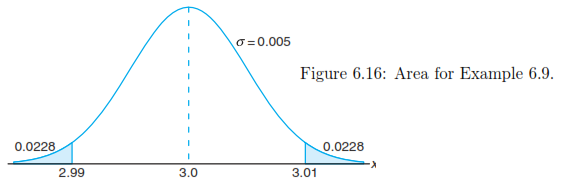 σ=0.005
Figure 6.16: Area for Example 6.9.
0.0228 0.0228
2.99 3.0 3.01 x